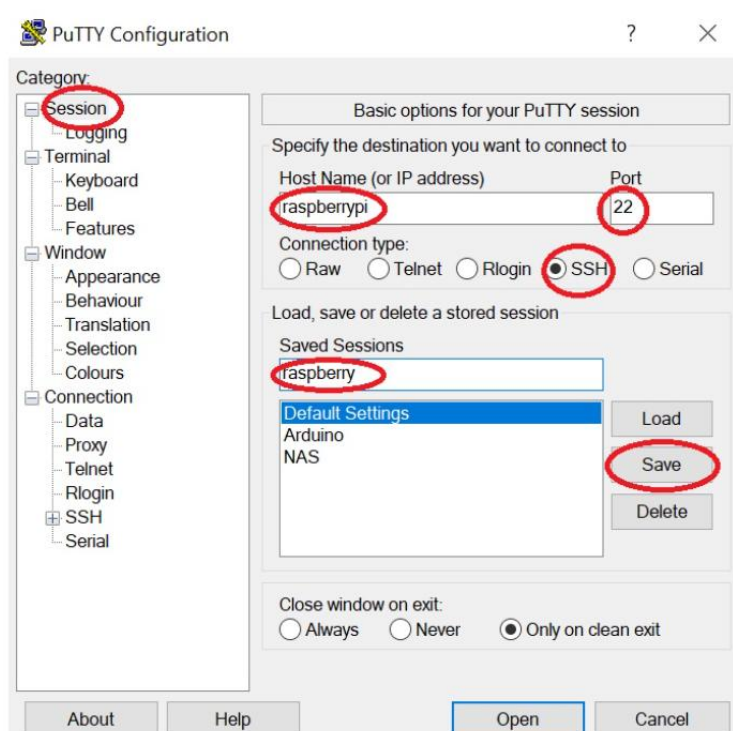 PuTTY Configuration
?
Category:
Session
Logging
Terminal
Keyboard
Bell
Features
Window
Appearance
Behaviour
Translation
Selection
Colours
Connection
Data
Proxy
Telnet
Rlogin
SSH
Serial
Basic options for your PuTTY session
Specify the destination you want to connect to
Host Name (or IP address) Port
raspberrypi 22
Connection type:
Raw Telnet Rlogin SSH Serial
Load, save or delete a stored session
Saved Sessions
raspberry
Default Settings
Arduino
NAS
Load
Save
Delete
Close window on exit:
Always Never Only on clean exit
About Help Open Cancel